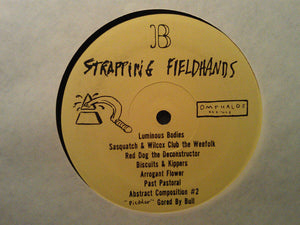 B
STRAPPING FIELDHANDS
OMPHALOS
RECORDS
Luminous Bodies
Sasquatch & Wilcox Club the Weefolk
Red Dog the Deconstructor
Biscuits & Kippers
Arrogant Flower
Past Pastoral
Abstract Composition #2
"Picador" Gored By Bull